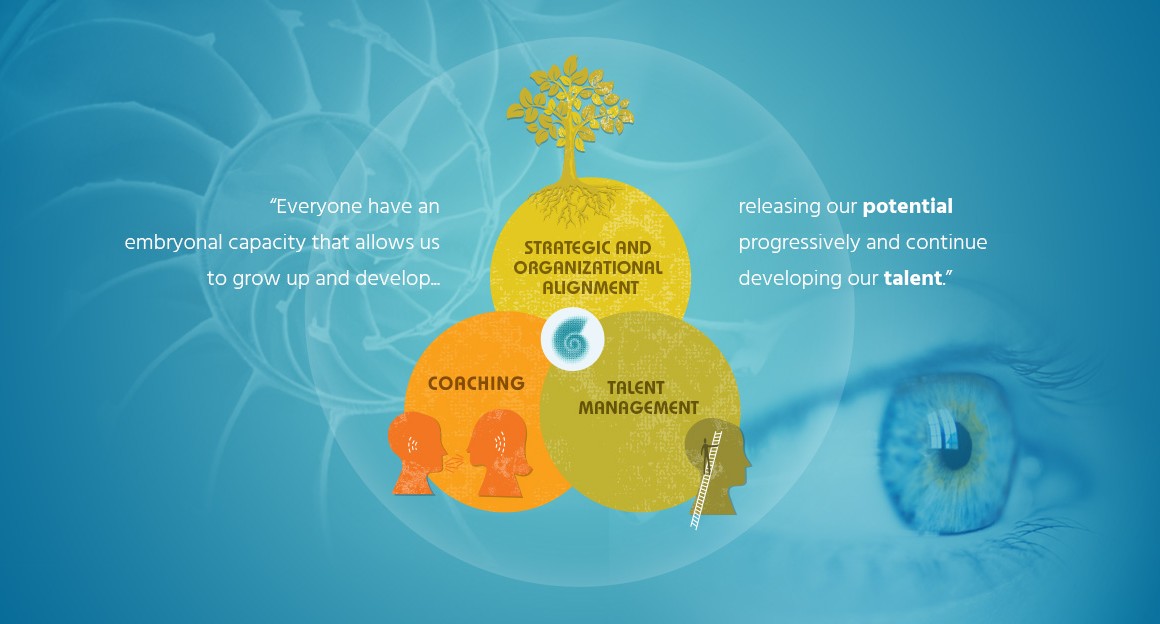 “Everyone have an
embryonal capacity that allows us
to grow up and develop...
releasing our potential
progressively and continue
developing our talent.”
STRATEGIC AND
ORGANIZATIONAL
ALIGNMENT
COACHING
TALENT
MANAGEMENT